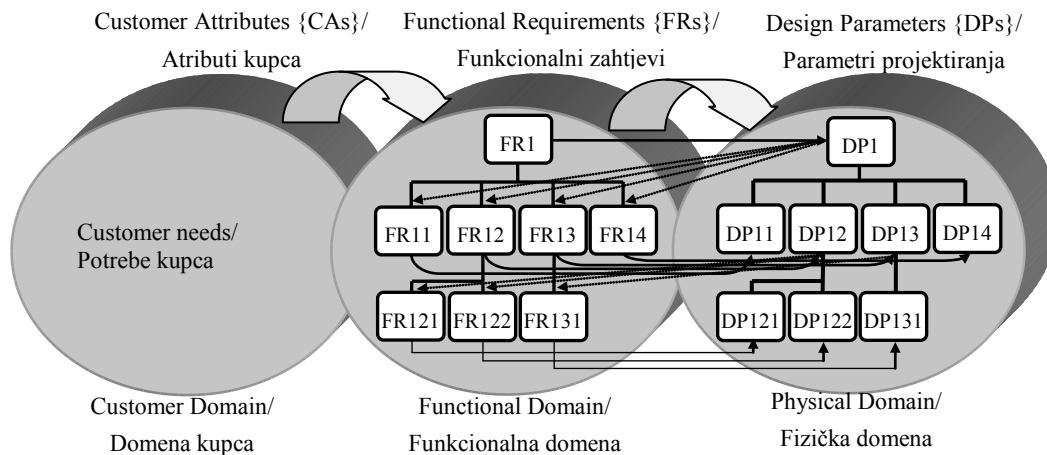 Customer Attributes {CAs}/
Atributi kupca
Functional Requirements {FRs}/
Funkcionalni zahtjevi
Design Parameters {DPs}/
Parametri projektiranja
FR1
DP1
FR11
FR12
FR13
FR14
DP11
DP12
DP13
DP14
Customer needs/
Potrebe kupca
FR121
FR122
FR131
DP121
DP122
DP131
Customer Domain/
Domena kupca
Functional Domain/
Funkcionalna domena
Physical Domain/
Fizička domena